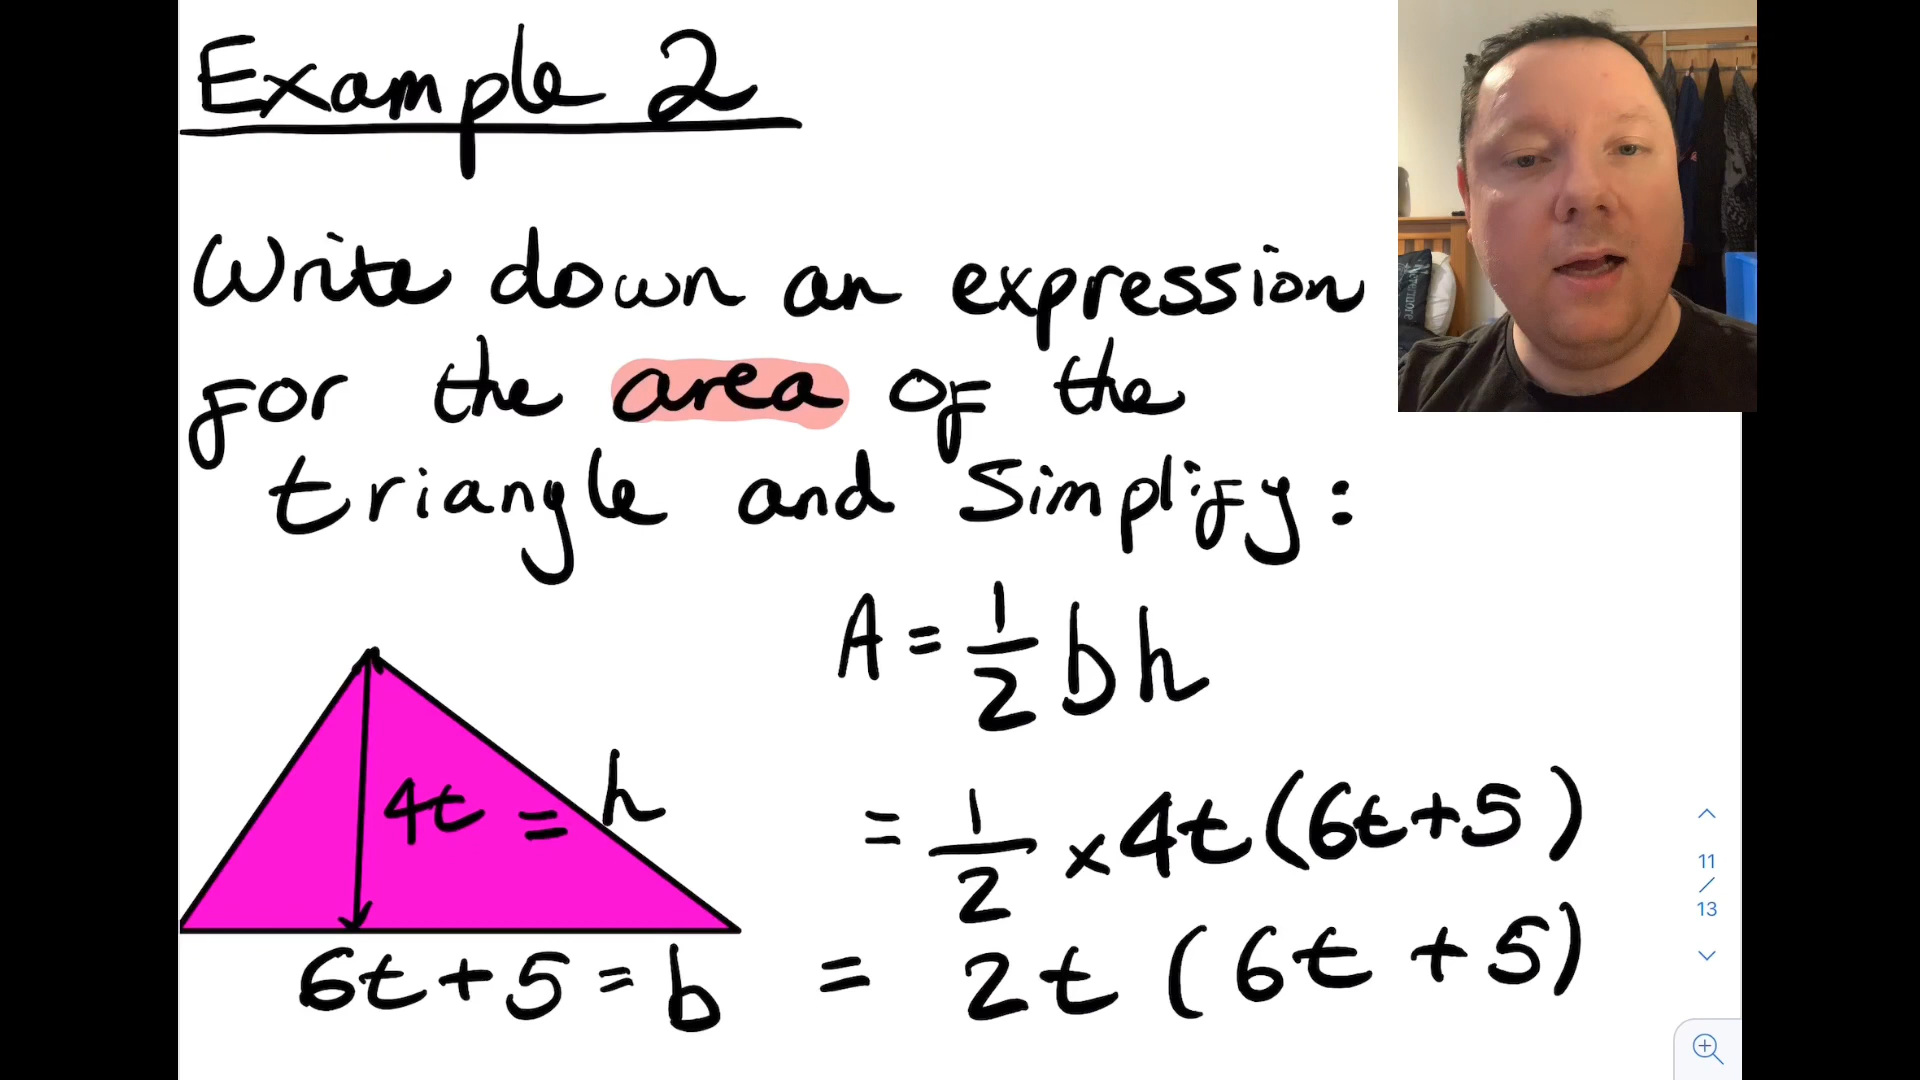 Example 2
Write down an expression
for the area of the
triangle and Simplify:
A = 1/2 bh
4t = h
= 1/2 × 4t (6t+5)
6t+5 = b
= 2t (6t +5)
11
/
13